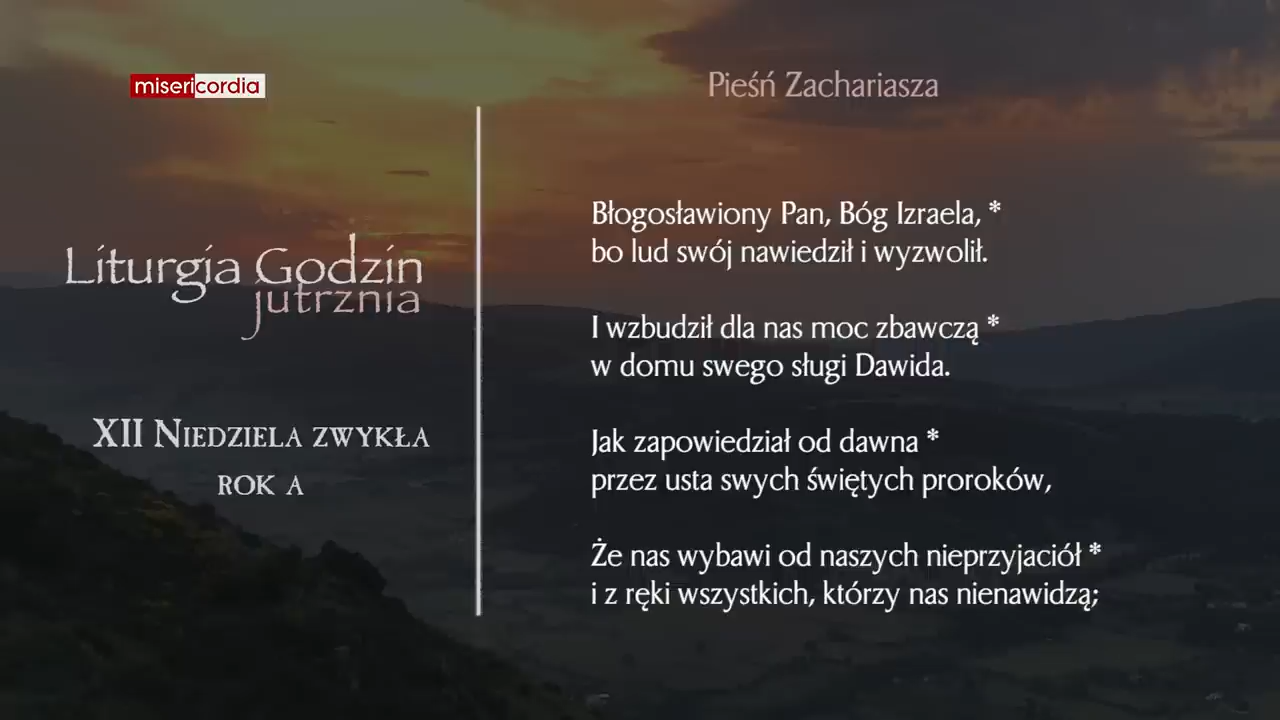 misericordia
Liturgia Godzin
jutrznia
XII Niedziela zwykła
rok a
Pieśń Zachariasza
Błogosławiony Pan, Bóg Izraela, *
bo lud swój nawiedził i wyzwolił.
I wzbudził dla nas moc zbawczą *
w domu swego sługi Dawida.
Jak zapowiedział od dawna *
przez usta swych świętych proroków,
Że nas wybawi od naszych nieprzyjaciół *
i z ręki wszystkich, którzy nas nienawidzą;